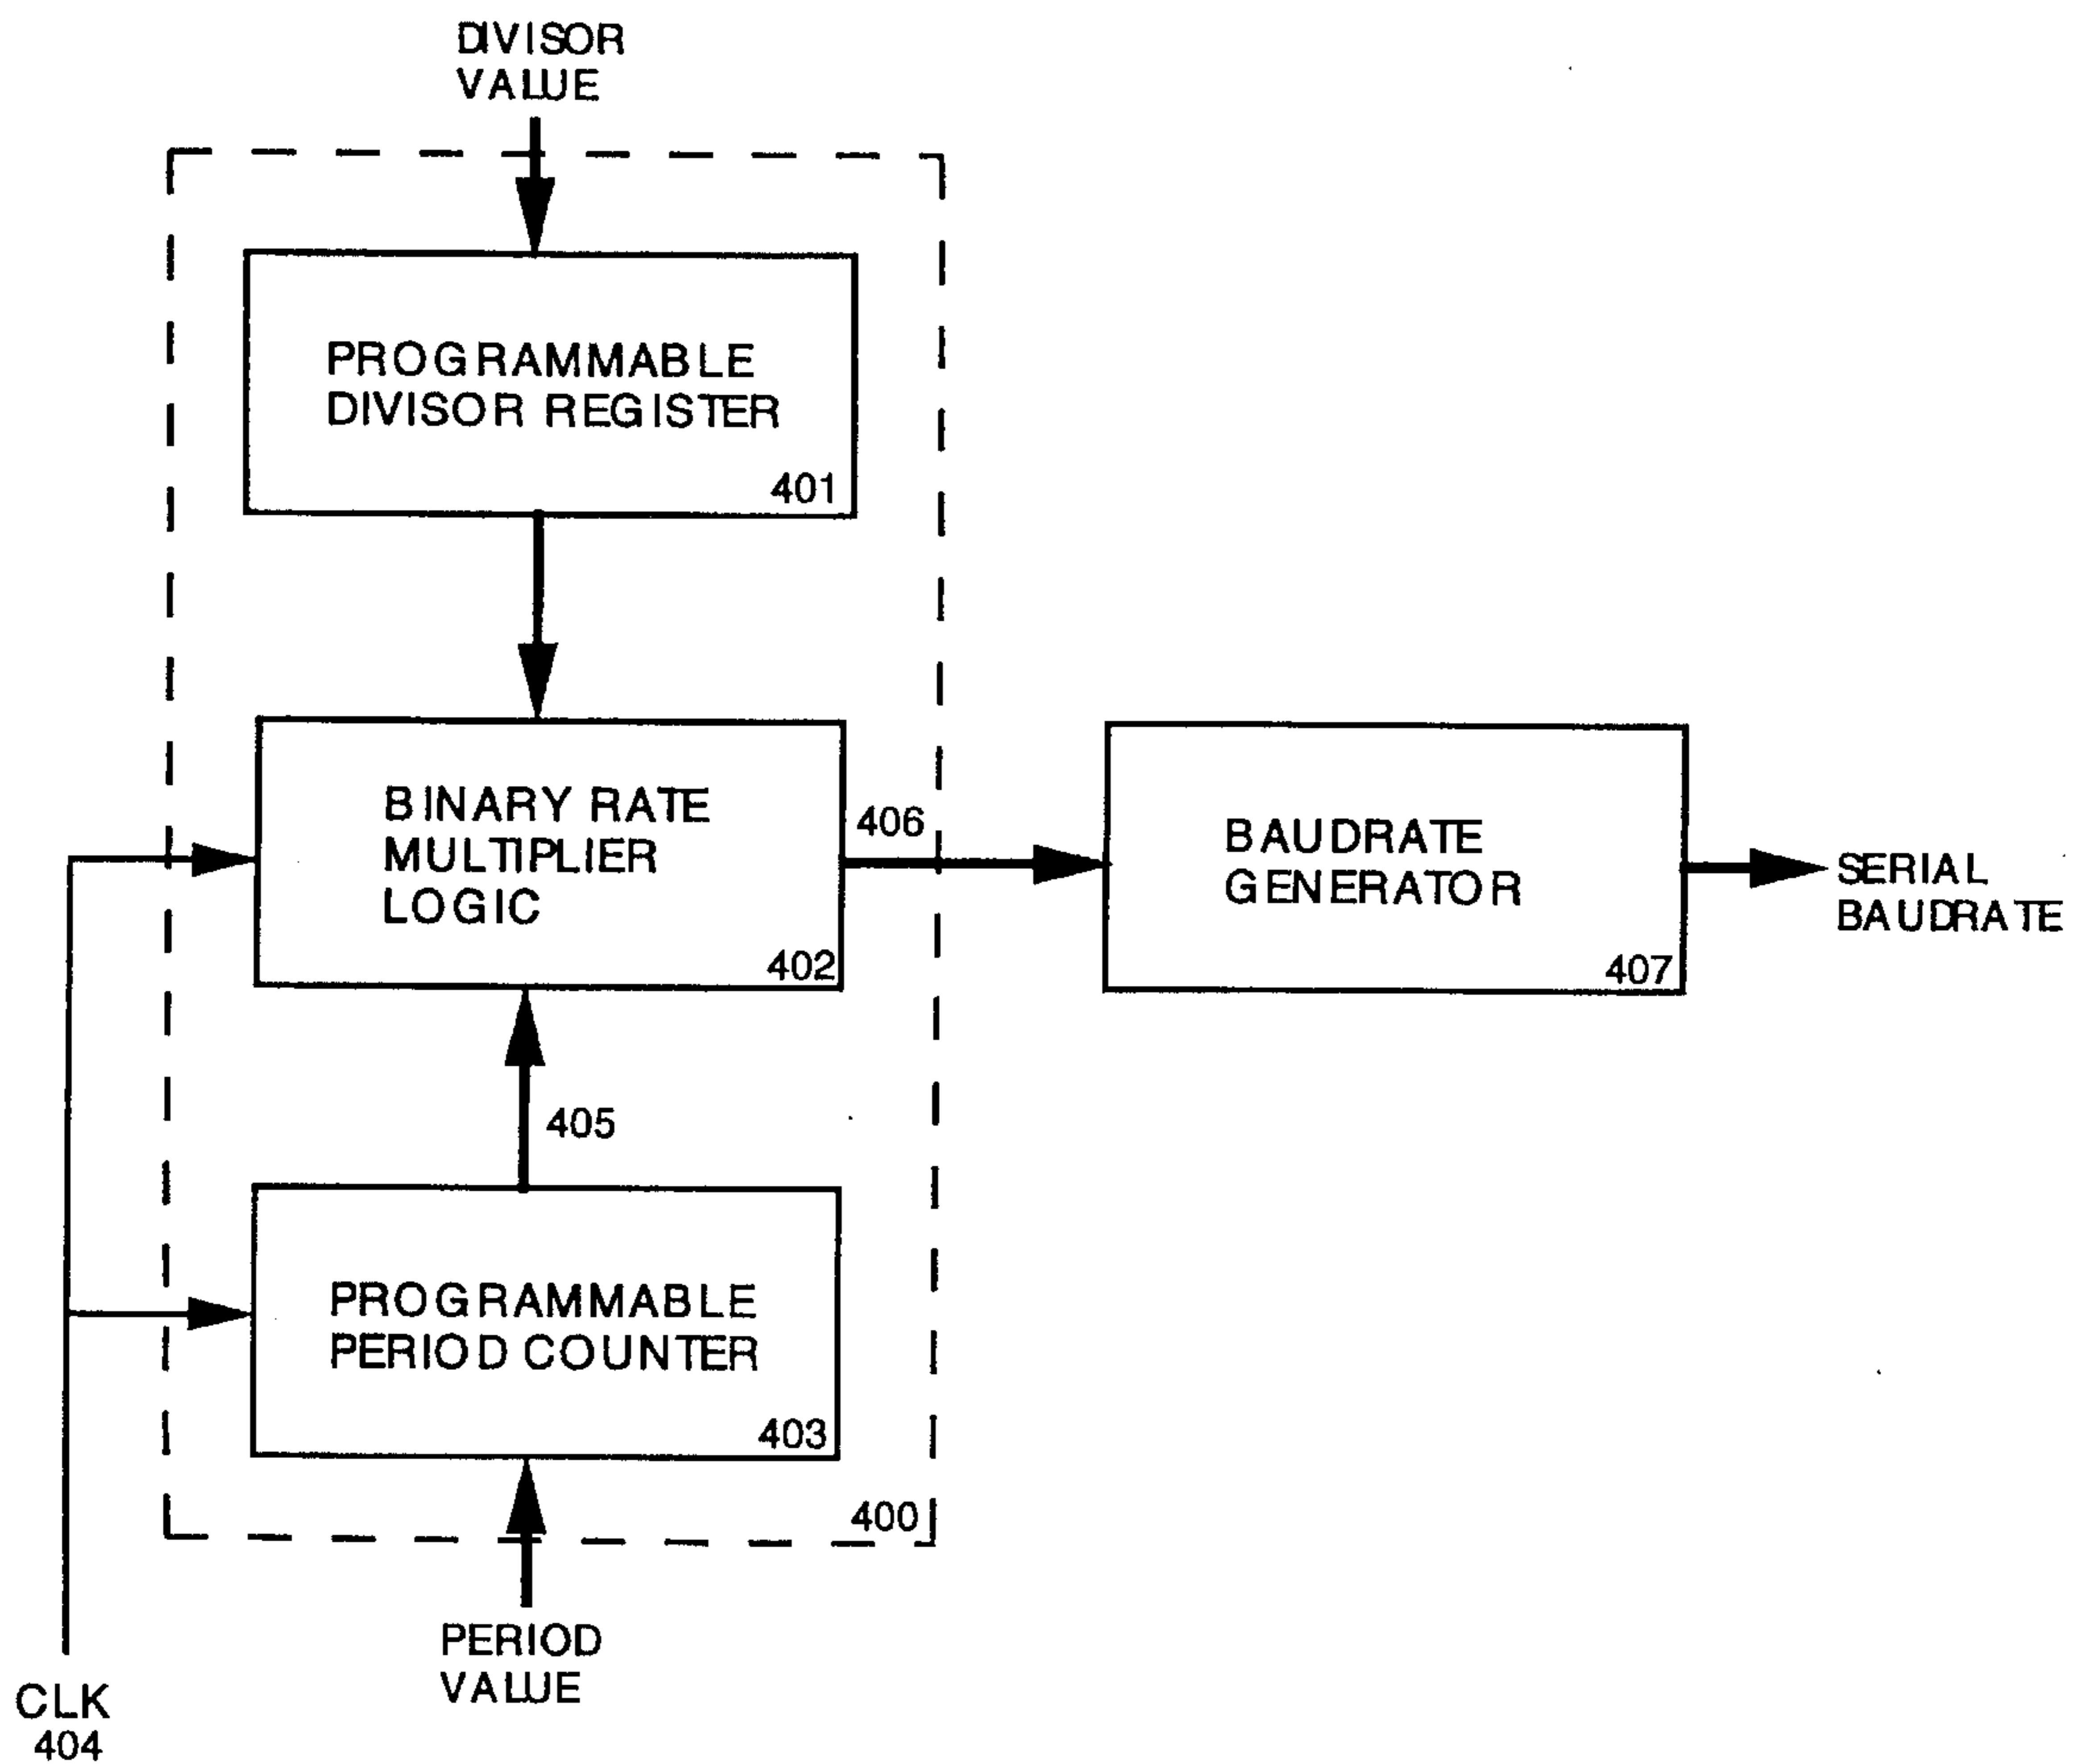 DIVISOR
VALUE
PROGRAMMABLE
DIVISOR REGISTER
401
BINARY RATE
MULTIPLIER
LOGIC
402
406
BAUDRATE
GENERATOR
407
SERIAL
BAUDRATE
405
PROGRAMMABLE
PERIOD COUNTER
403
400
PERIOD
VALUE
CLK
404